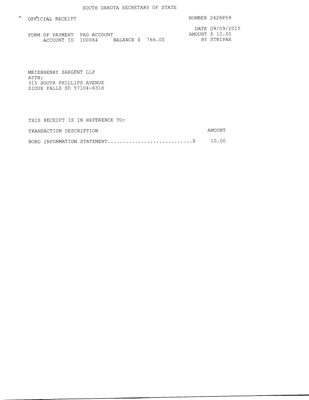 SOUTH DAKOTA SECRETARY OF STATE
OFFICIAL RECEIPT NUMBER 2426859
DATE 09/09/2015
FORM OF PAYMENT PAD ACCOUNT AMOUNT $ 10.00
ACCOUNT ID 100064 BALANCE $ 766.00 BY STMIPAX
MEIERHENRY SARGENT LLP
ATTN:
315 SOUTH PHILLIPS AVENUE
SIOUX FALLS SD 57104-6318
THIS RECEIPT IS IN REFERENCE TO:
TRANSACTION DESCRIPTION AMOUNT
BOND INFORMATION STATEMENT............................$ 10.00